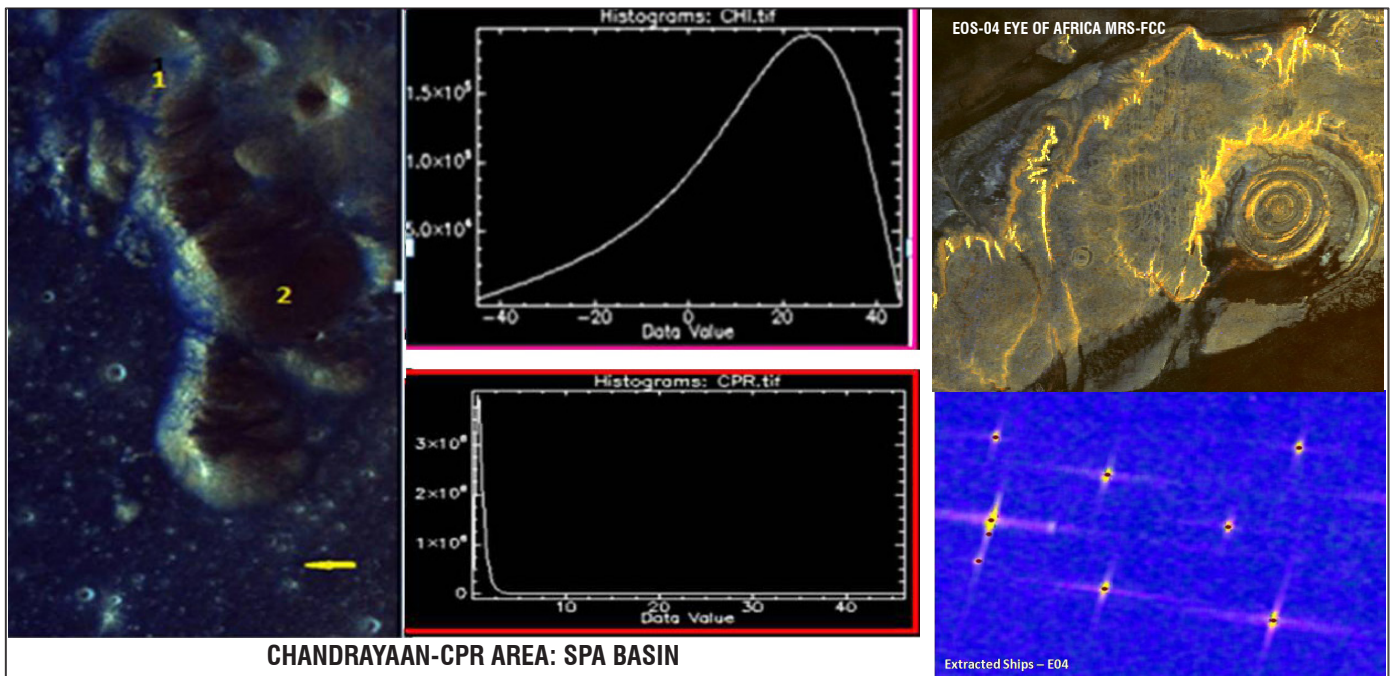 1
1
2
Histograms: CHI.tif
1.5×10⁵
1.0×10⁵
5.0×10⁴
-40 -20 0 20 40
Data Value
Histograms: CPR.tif
3×10⁶
2×10⁶
1×10⁶
0
10 20 30 40
Data Value
CHANDRAYAAN-CPR AREA: SPA BASIN
EOS-04 EYE OF AFRICA MRS-FCC
Extracted Ships – E04